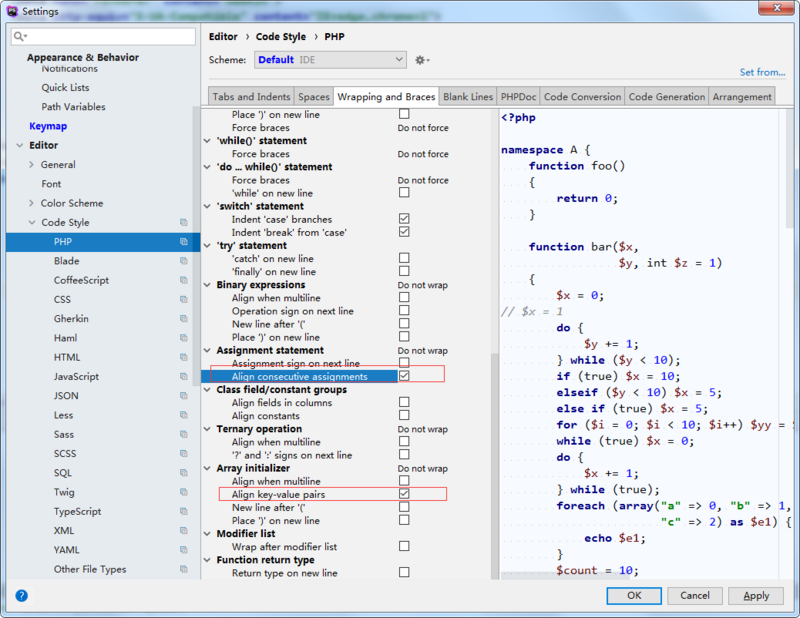 Settings
Appearance & Behavior
Notifications
Quick Lists
Path Variables
Keymap
Editor
General
Font
Color Scheme
Code Style
PHP
Blade
CoffeeScript
CSS
Gherkin
Haml
HTML
JavaScript
JSON
Less
Sass
SCSS
SQL
Twig
TypeScript
XML
YAML
Other File Types
Editor › Code Style › PHP
Scheme: Default IDE
Set from...
Tabs and Indents Spaces Wrapping and Braces Blank Lines PHPDoc Code Conversion Code Generation Arrangement
Place ')' on new line
Force braces Do not force
'while()' statement
Force braces Do not force
'do ... while()' statement
Force braces Do not force
'while' on new line
'switch' statement
Indent 'case' branches
Indent 'break' from 'case'
'try' statement
'catch' on new line
'finally' on new line
Binary expressions Do not wrap
Align when multiline
Operation sign on next line
New line after '('
Place ')' on new line
Assignment statement Do not wrap
Assignment sign on next line
Align consecutive assignments
Class field/constant groups
Align fields in columns
Align constants
Ternary operation Do not wrap
Align when multiline
'?' and ':' signs on next line
Array initializer Do not wrap
Align when multiline
Align key-value pairs
New line after '('
Place ')' on new line
Modifier list
Wrap after modifier list
Function return type
Return type on new line
<?php
namespace A {
function foo()
{
return 0;
}
function bar($x,
$y, int $z = 1)
{
$x = 0;
// $x = 1
do {
$y += 1;
} while ($y < 10);
if (true) $x = 10;
elseif ($y < 10) $x = 5;
else if (true) $x = 5;
for ($i = 0; $i < 10; $i++) $yy =
while (true) $x = 0;
do {
$x += 1;
} while (true);
foreach (array("a" => 0, "b" => 1,
"c" => 2) as $e1) {
echo $e1;
}
$count = 10;
OK Cancel Apply